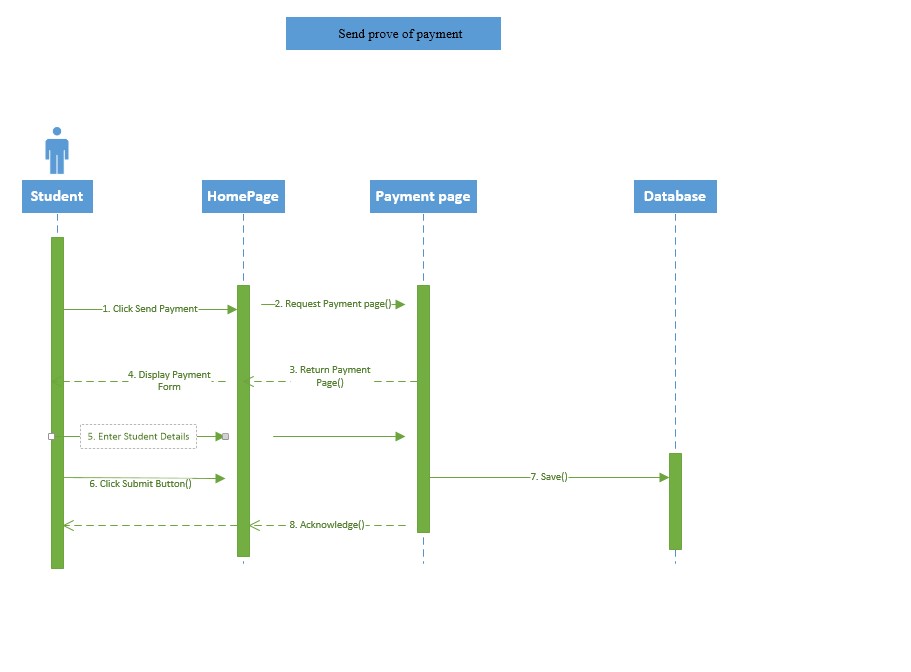 Send prove of payment
Student
HomePage
Payment page
Database
1. Click Send Payment
2. Request Payment page()
3. Return Payment
Page()
4. Display Payment
Form
5. Enter Student Details
6. Click Submit Button()
7. Save()
8. Acknowledge()